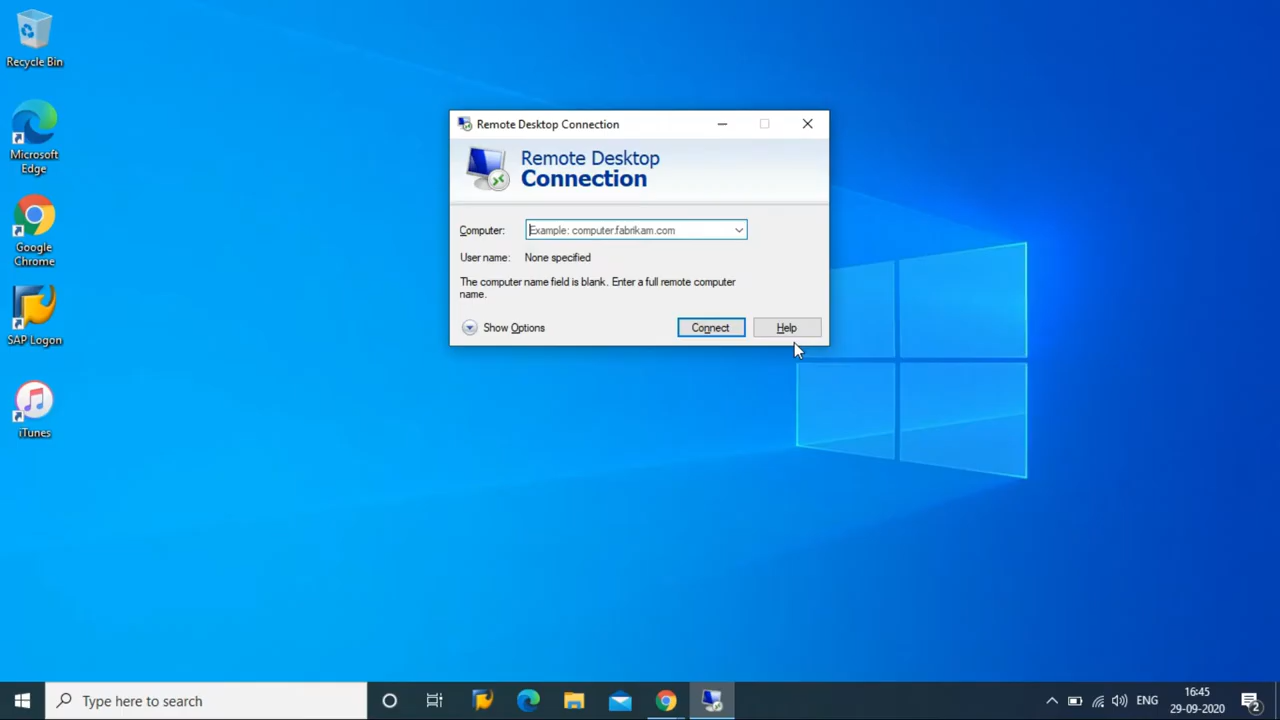 Recycle Bin
Microsoft
Edge
Google
Chrome
SAP Logon
iTunes
Remote Desktop Connection
Remote Desktop
Connection
Computer: Example: computer.fabrikam.com
User name: None specified
The computer name field is blank. Enter a full remote computer
name.
Show Options Connect Help
Type here to search
ENG
16:45
29-09-2020
2